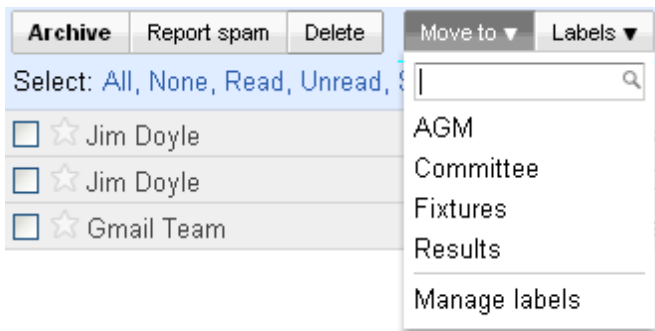 Archive Report spam Delete Move to ▼ Labels ▼
Select: All, None, Read, Unread,
AGM
Jim Doyle
Committee
Jim Doyle
Fixtures
Gmail Team
Results
Manage labels